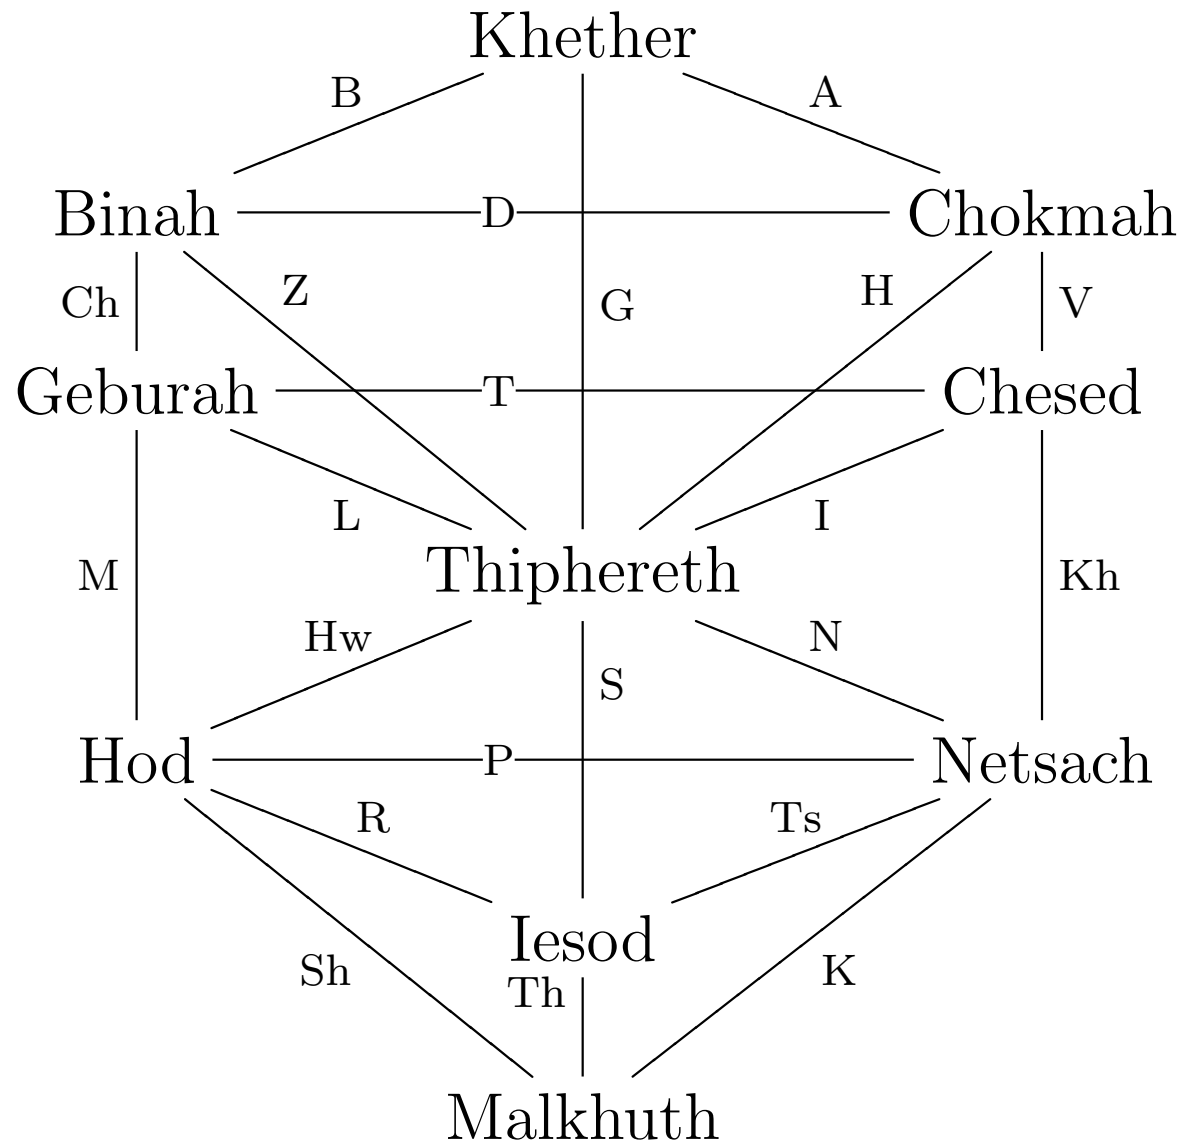 Khether
B
A
Binah
D
Chokmah
Ch
Z
G
H
V
Geburah
T
Chesed
L
I
M
Thiphereth
Kh
Hw
N
S
Hod
P
Netsach
R
Ts
Iesod
Sh
Th
K
Malkhuth